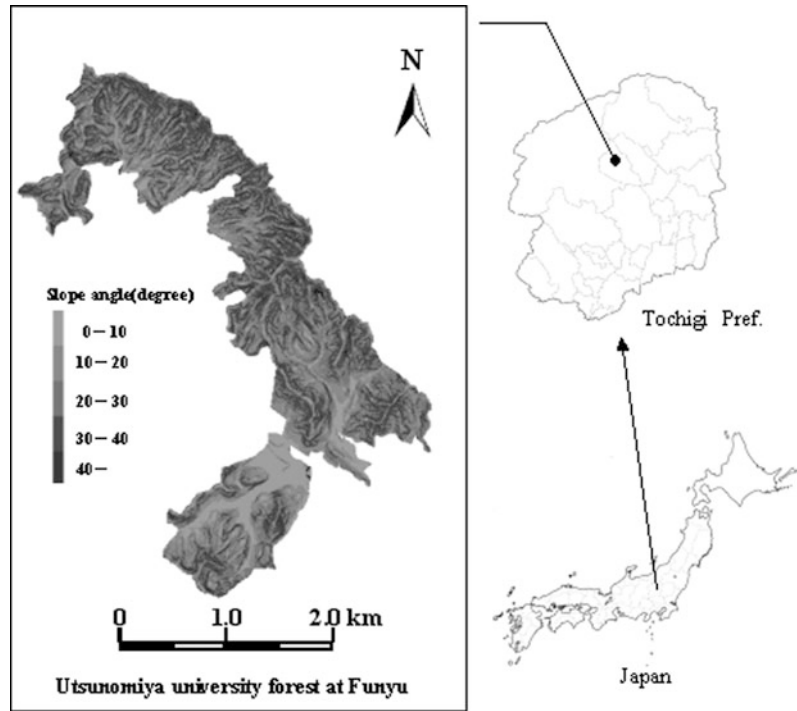 N
Slope angle(degree)
0－10
10－20
20－30
30－40
40－
0 1.0 2.0 km
Utsunomiya university forest at Funyu
Tochigi Pref.
Japan